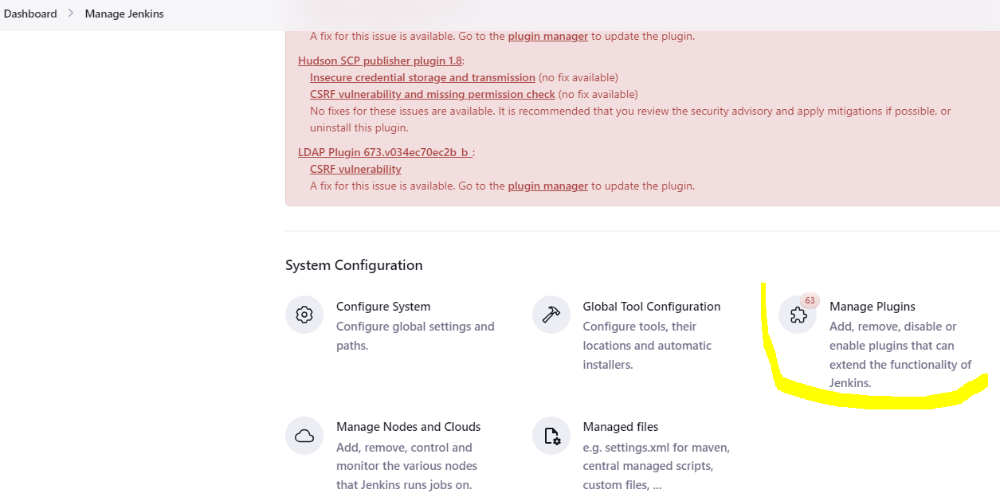 Dashboard > Manage Jenkins
A fix for this issue is available. Go to the plugin manager to update the plugin.
Hudson SCP publisher plugin 1.8:
Insecure credential storage and transmission (no fix available)
CSRF vulnerability and missing permission check (no fix available)
No fixes for these issues are available. It is recommended that you review the security advisory and apply mitigations if possible, or
uninstall this plugin.
LDAP Plugin 673.v034ec70ec2b_b_:
CSRF vulnerability
A fix for this issue is available. Go to the plugin manager to update the plugin.
System Configuration
Configure System
Configure global settings and
paths.
Global Tool Configuration
Configure tools, their
locations and automatic
installers.
63
Manage Plugins
Add, remove, disable or
enable plugins that can
extend the functionality of
Jenkins.
Manage Nodes and Clouds
Add, remove, control and
monitor the various nodes
that Jenkins runs jobs on.
Managed files
e.g. settings.xml for maven,
central managed scripts,
custom files, ...